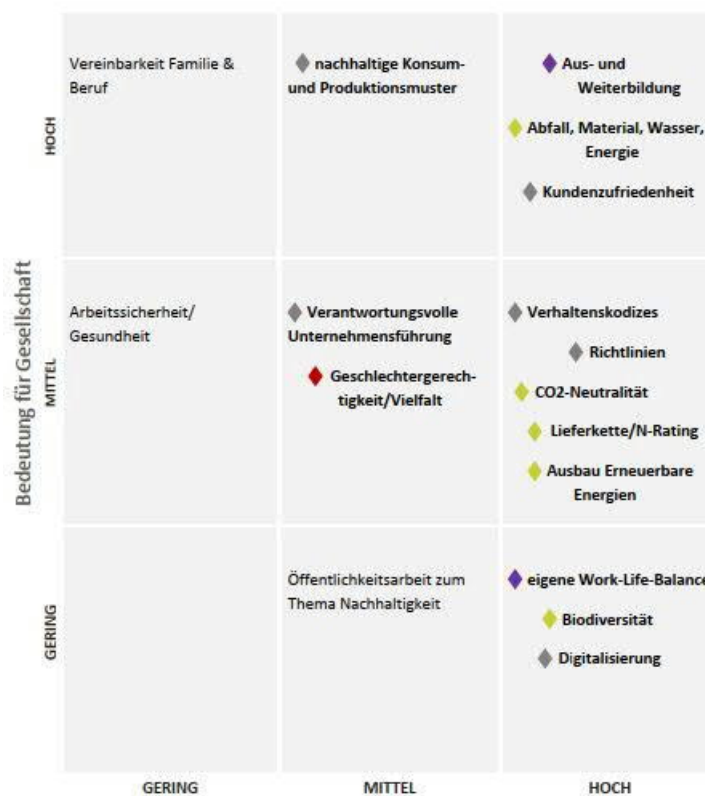 Bedeutung für Gesellschaft
HOCH
Vereinbarkeit Familie &
Beruf
nachhaltige Konsum-
und Produktionsmuster
Aus- und
Weiterbildung
Abfall, Material, Wasser,
Energie
Kundenzufriedenheit
MITTEL
Arbeitssicherheit/
Gesundheit
Verantwortungsvolle
Unternehmensführung
Geschlechtergerech-
tigkeit/Vielfalt
Verhaltenskodizes
Richtlinien
CO2-Neutralität
Lieferkette/N-Rating
Ausbau Erneuerbare
Energien
GERING
Öffentlichkeitsarbeit zum
Thema Nachhaltigkeit
eigene Work-Life-Balance
Biodiversität
Digitalisierung
GERING
MITTEL
HOCH